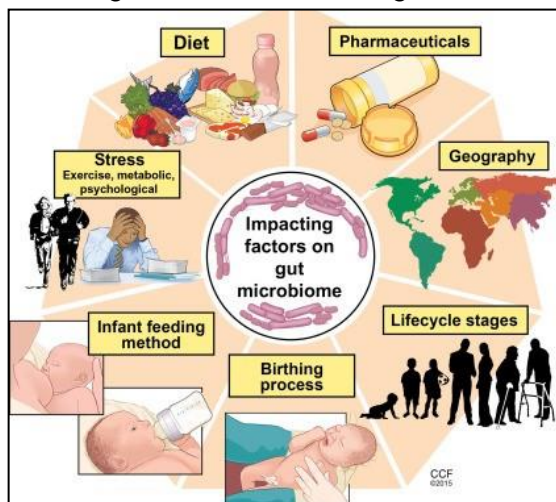 Diet
Pharmaceuticals
Stress
Exercise, metabolic,
psychological
Geography
Impacting
factors on
gut
microbiome
Infant feeding
method
Birthing
process
Lifecycle stages
CCF
©2015